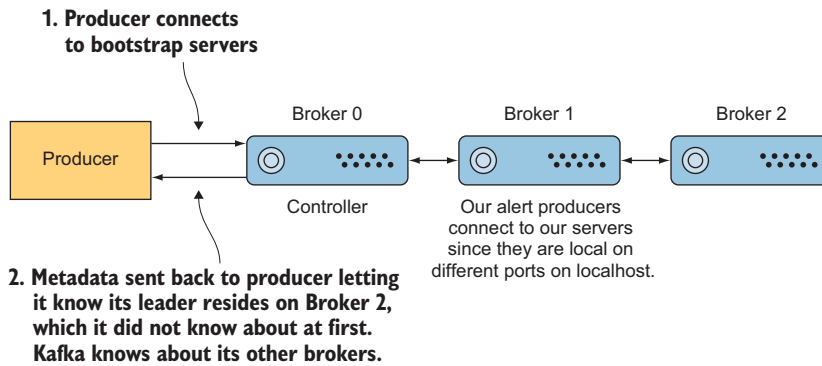 1. Producer connects
to bootstrap servers
Broker 0
Broker 1
Broker 2
Producer
Controller
Our alert producers
connect to our servers
since they are local on
different ports on localhost.
2. Metadata sent back to producer letting
it know its leader resides on Broker 2,
which it did not know about at first.
Kafka knows about its other brokers.